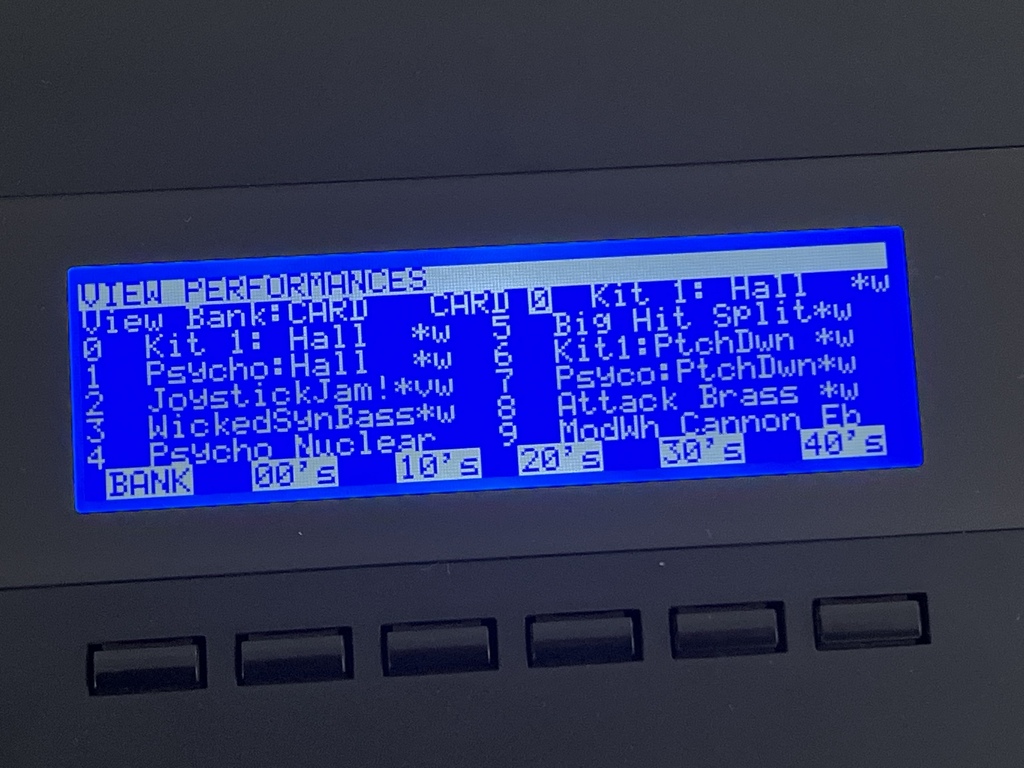 VIEW PERFORMANCES
View Bank:CARD CARD 0 Kit 1: Hall *w
0 Kit 1: Hall *w 5 Big Hit Split*w
1 Psycho:Hall *w 6 Kit1:PtchDwn *w
2 JoystickJam!*vw 7 Psyco:PtchDwn*w
3 WickedSynBass*w 8 Attack Brass *w
4 Psycho Nuclear 9 ModWh Cannon Eb
BANK 00's 10's 20's 30's 40's